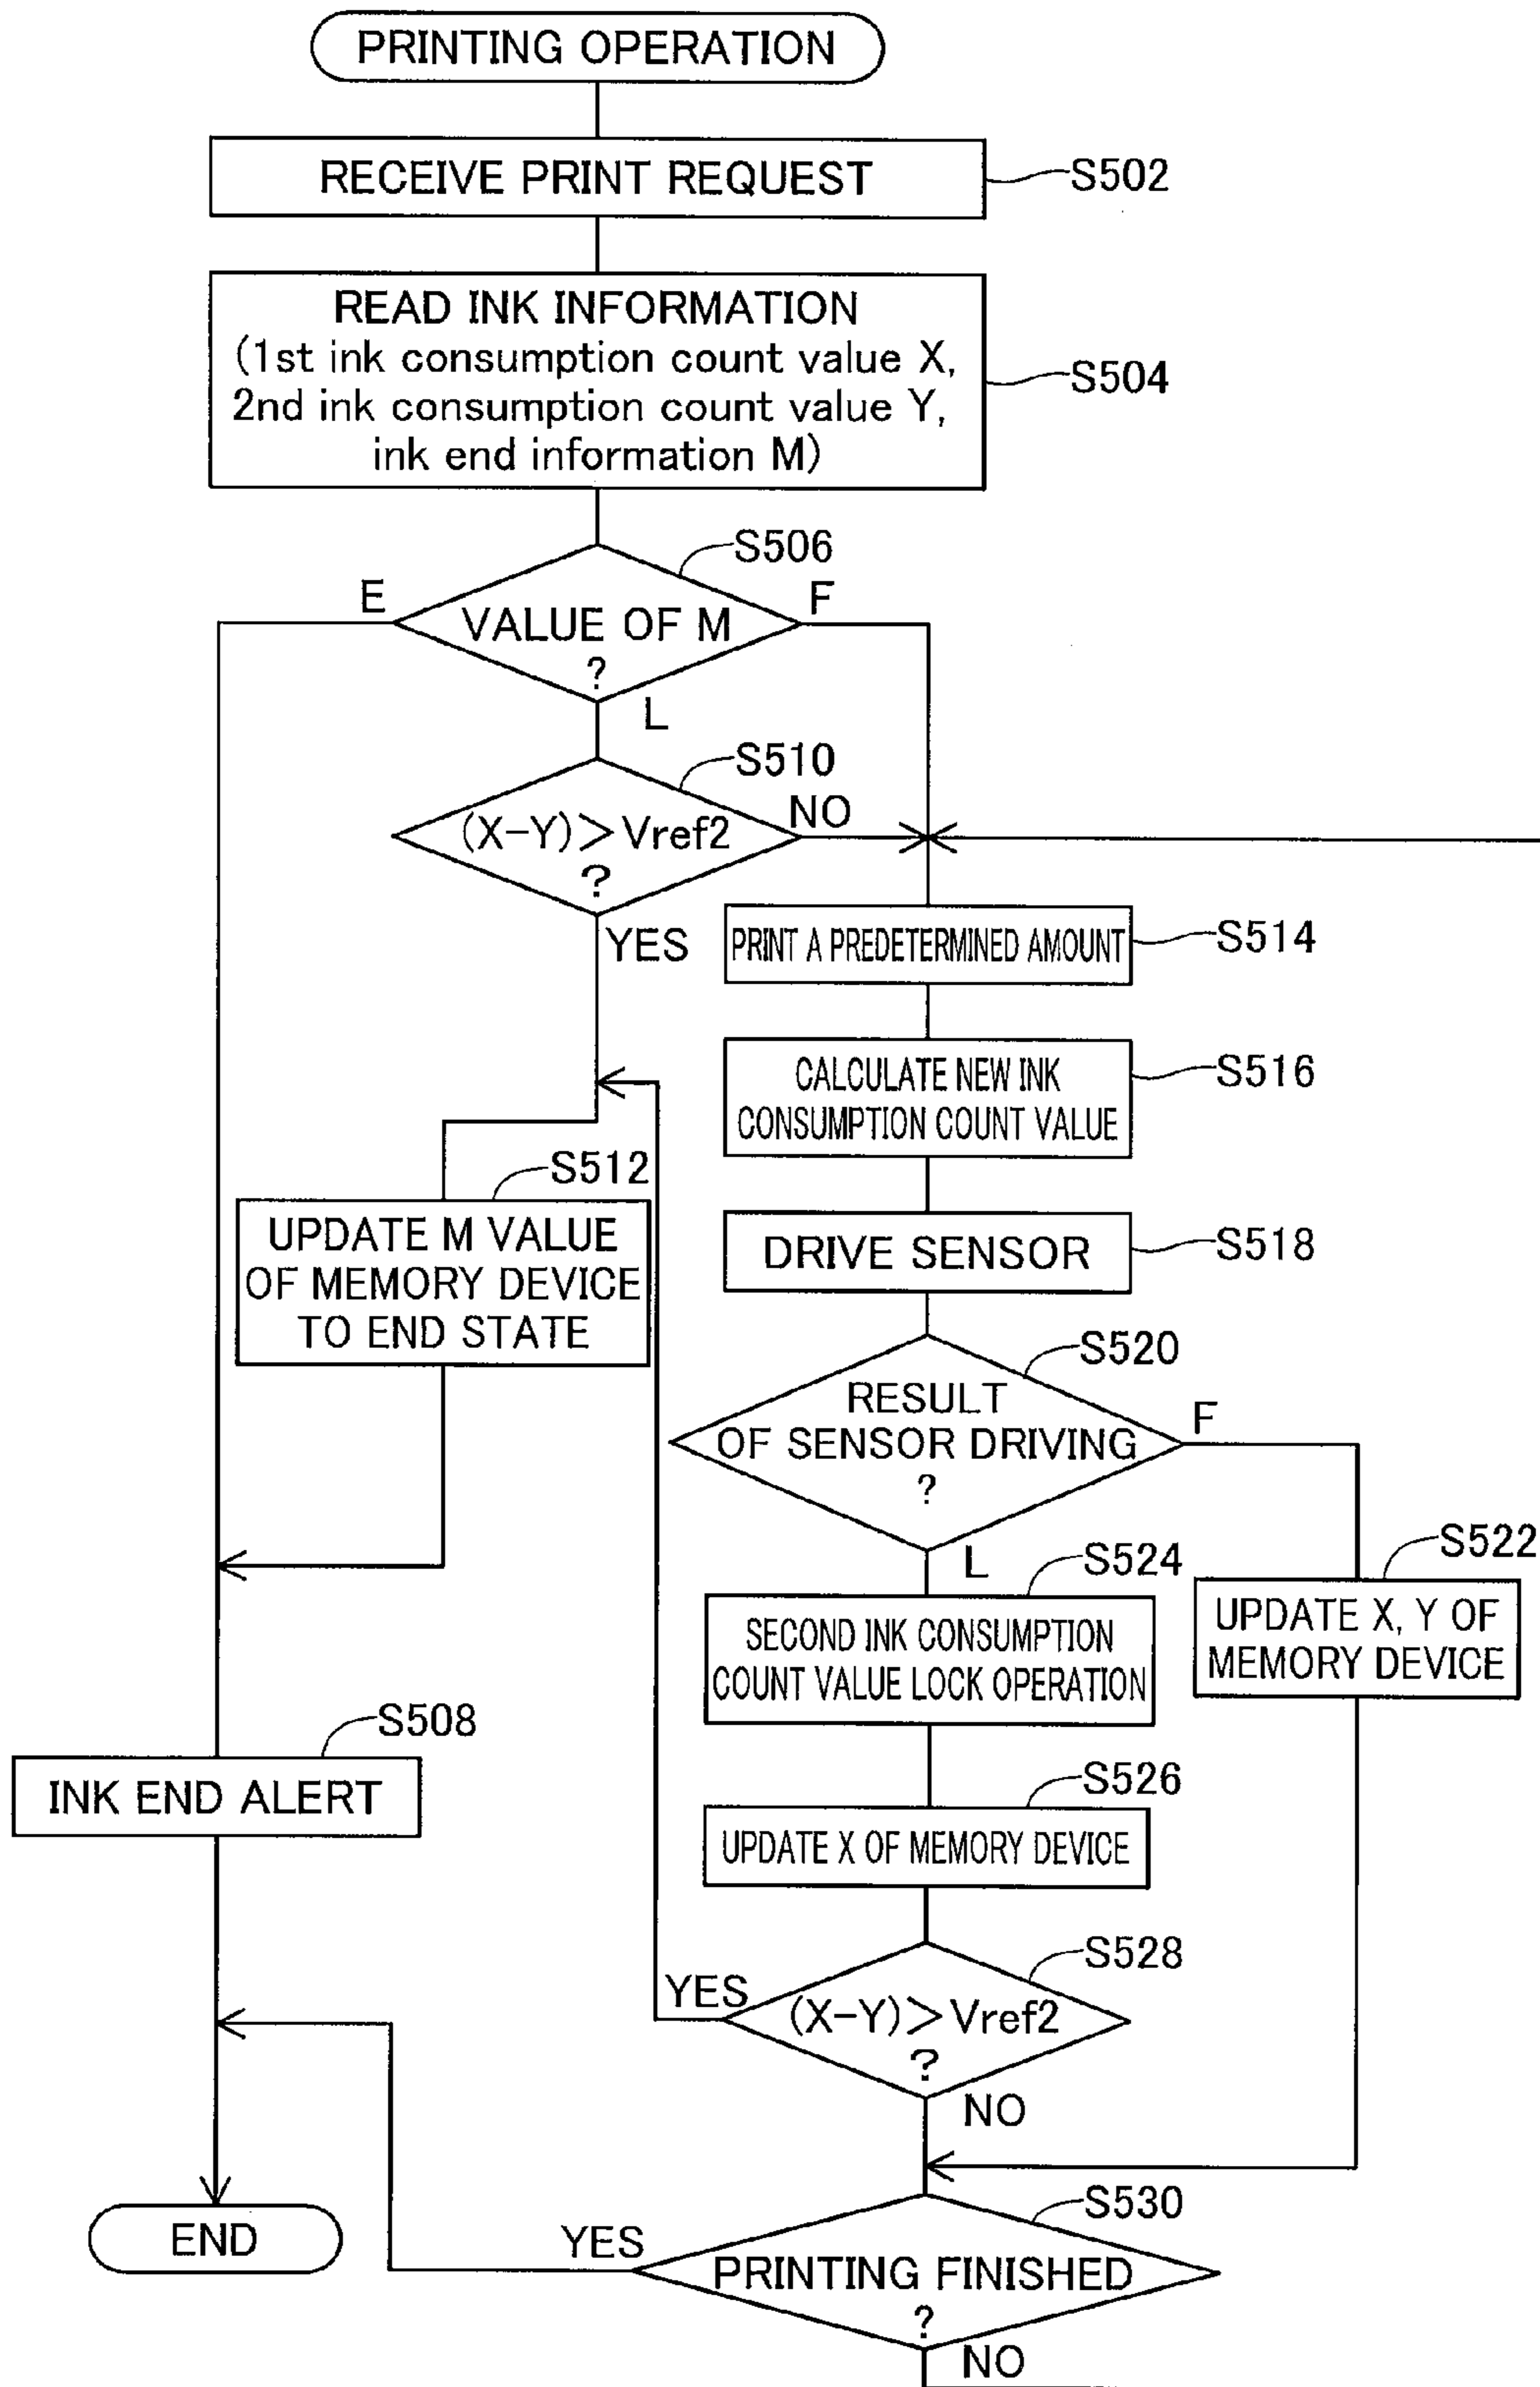 PRINTING OPERATION
RECEIVE PRINT REQUEST
S502
READ INK INFORMATION
(1st ink consumption count value X,
2nd ink consumption count value Y,
ink end information M)
S504
S506
E
F
VALUE OF M
?
L
S510
(X-Y)>Vref2
?
NO
YES
PRINT A PREDETERMINED AMOUNT
S514
CALCULATE NEW INK
CONSUMPTION COUNT VALUE
S516
S512
UPDATE M VALUE
OF MEMORY DEVICE
TO END STATE
DRIVE SENSOR
S518
S520
RESULT
OF SENSOR DRIVING
?
F
L
S524
SECOND INK CONSUMPTION
COUNT VALUE LOCK OPERATION
S522
UPDATE X, Y OF
MEMORY DEVICE
S508
INK END ALERT
S526
UPDATE X OF MEMORY DEVICE
S528
YES
(X-Y)>Vref2
?
NO
S530
END
YES
PRINTING FINISHED
?
NO